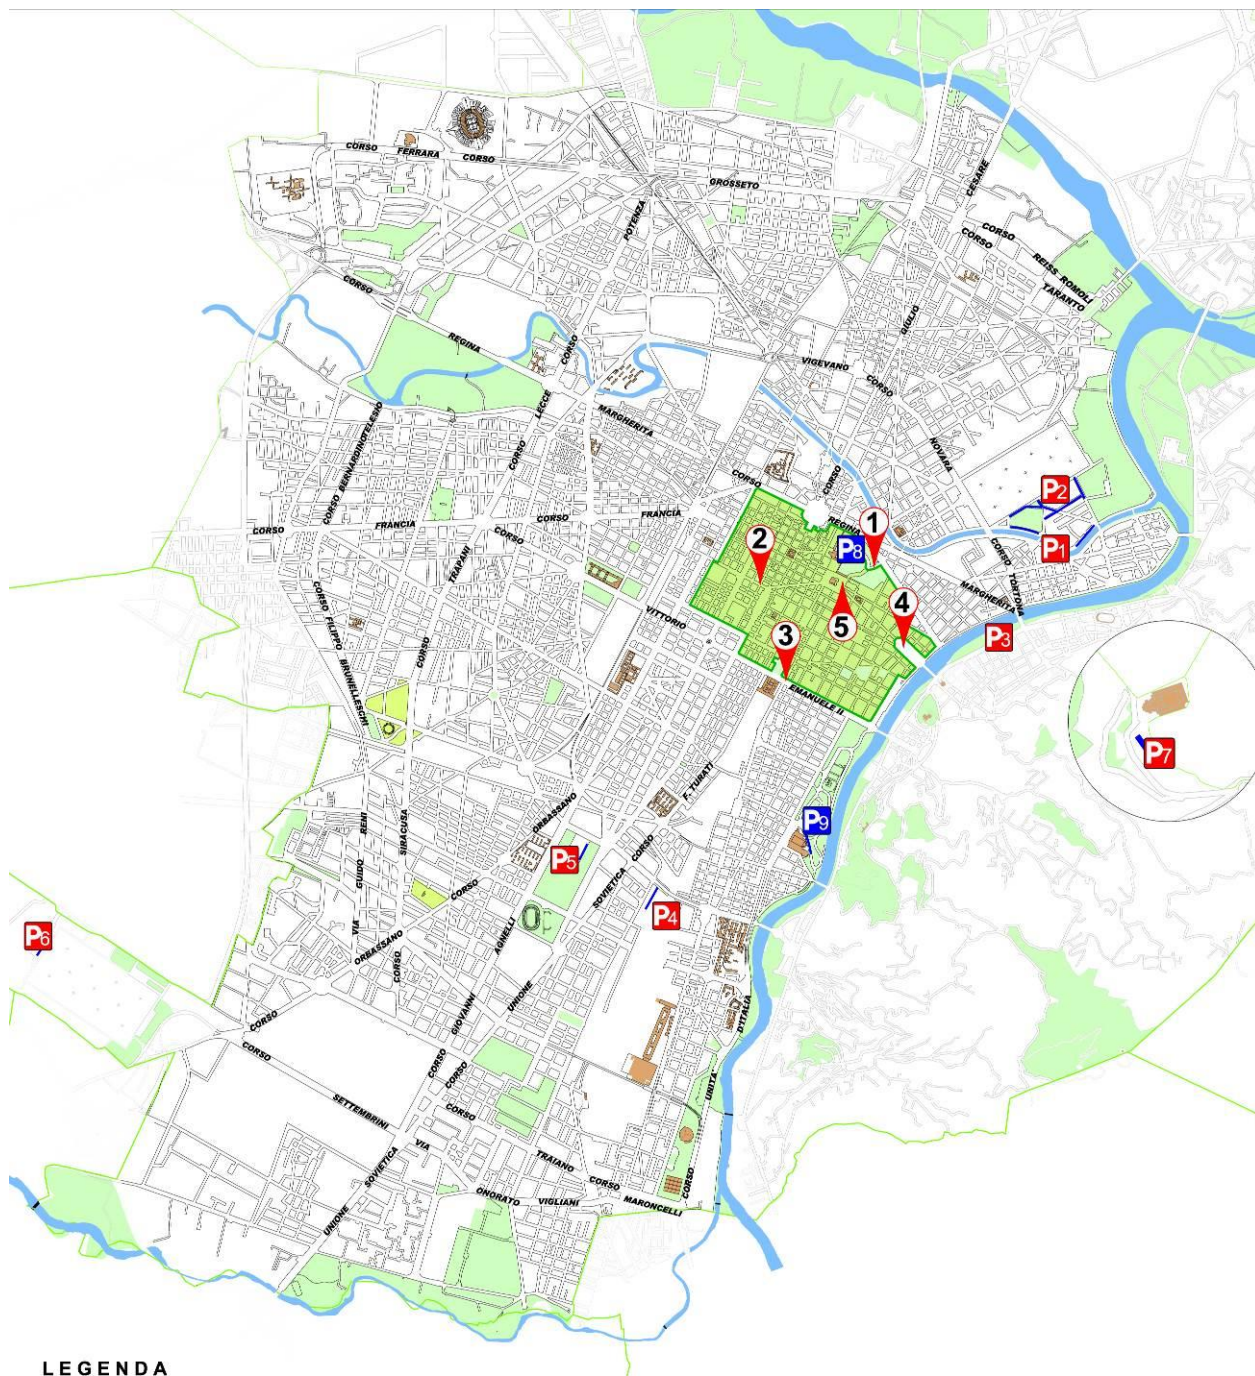 CORSO FERRARA CORSO
GROSSETO
CESARE
POTENZA
CORSO
CORSO
REISS ROMOLI
TARANTO
CORSO
REGINA
CORSO
GIULIO
VIGEVANO
CORSO
LECCE
CORSO BERNARDINO TELESIO
MARGHERITA
CORSO
NOVARA
CORSO
CORSO
P2
CORSO
FRANCIA
CORSO
FRANCIA
REGINA
1
CORSO
P8
P1
2
TRAPANI
CORSO
TORTONA
MARGHERITA
CORSO FILIPPO BRUNELLESCHI
VITTORIO
4
5
P3
CORSO
3
EMANUELE II
P7
F. TURATI
ORBASSANO
SIRACUSA
RENI
P9
CORSO
P5
GUIDO
SOVIETICA
CORSO
P4
VIA
AGNELLI
P6
ORBASSANO
CORSO
UNIONE
D'ITALIA
GIOVANNI
CORSO
CORSO
CORSO
CORSO
UNITA'
SETTEMBRINI
CORSO
VIA
TRAIANO
SOVIETICA
CORSO
CORSO
ONORATO
VIGLIANI
MARONCELLI
UNIONE
LEGENDA